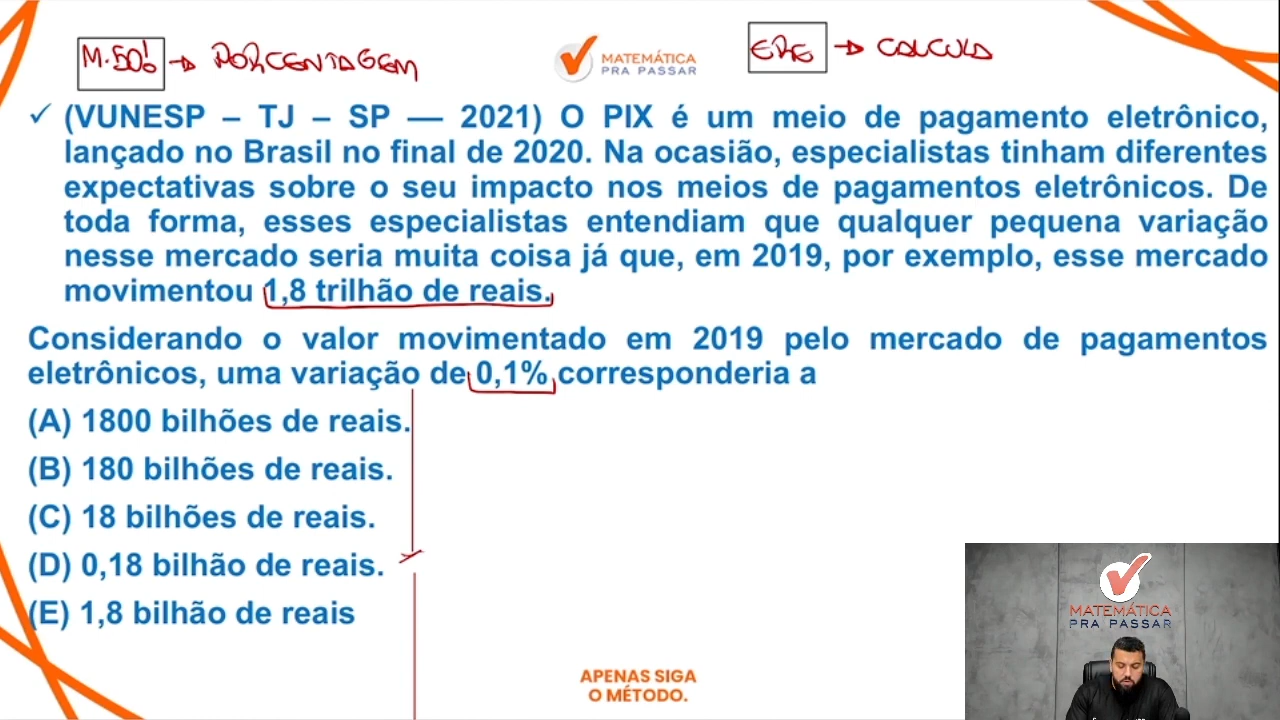 M.50! → PORCENTAGEM
MATEMÁTICA
PRA PASSAR
→ CALCULA
✓ (VUNESP – TJ – SP — 2021) O PIX é um meio de pagamento eletrônico,
lançado no Brasil no final de 2020. Na ocasião, especialistas tinham diferentes
expectativas sobre o seu impacto nos meios de pagamentos eletrônicos. De
toda forma, esses especialistas entendiam que qualquer pequena variação
nesse mercado seria muita coisa já que, em 2019, por exemplo, esse mercado
movimentou 1,8 trilhão de reais.
Considerando o valor movimentado em 2019 pelo mercado de pagamentos
eletrônicos, uma variação de 0,1% corresponderia a
(A) 1800 bilhões de reais.
(B) 180 bilhões de reais.
(C) 18 bilhões de reais.
(D) 0,18 bilhão de reais.
(E) 1,8 bilhão de reais
MATEMÁTICA
PRA PASSAR
APENAS SIGA
O MÉTODO.